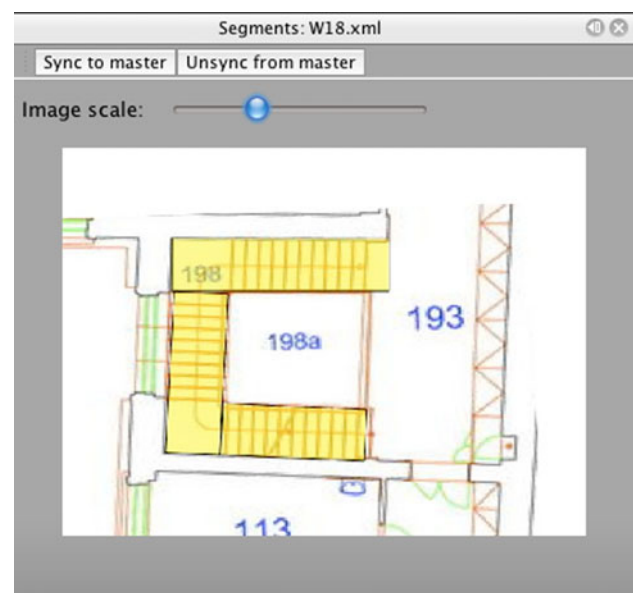 Segments: W18.xml
Sync to master Unsync from master
Image scale:
198
193
198a
113